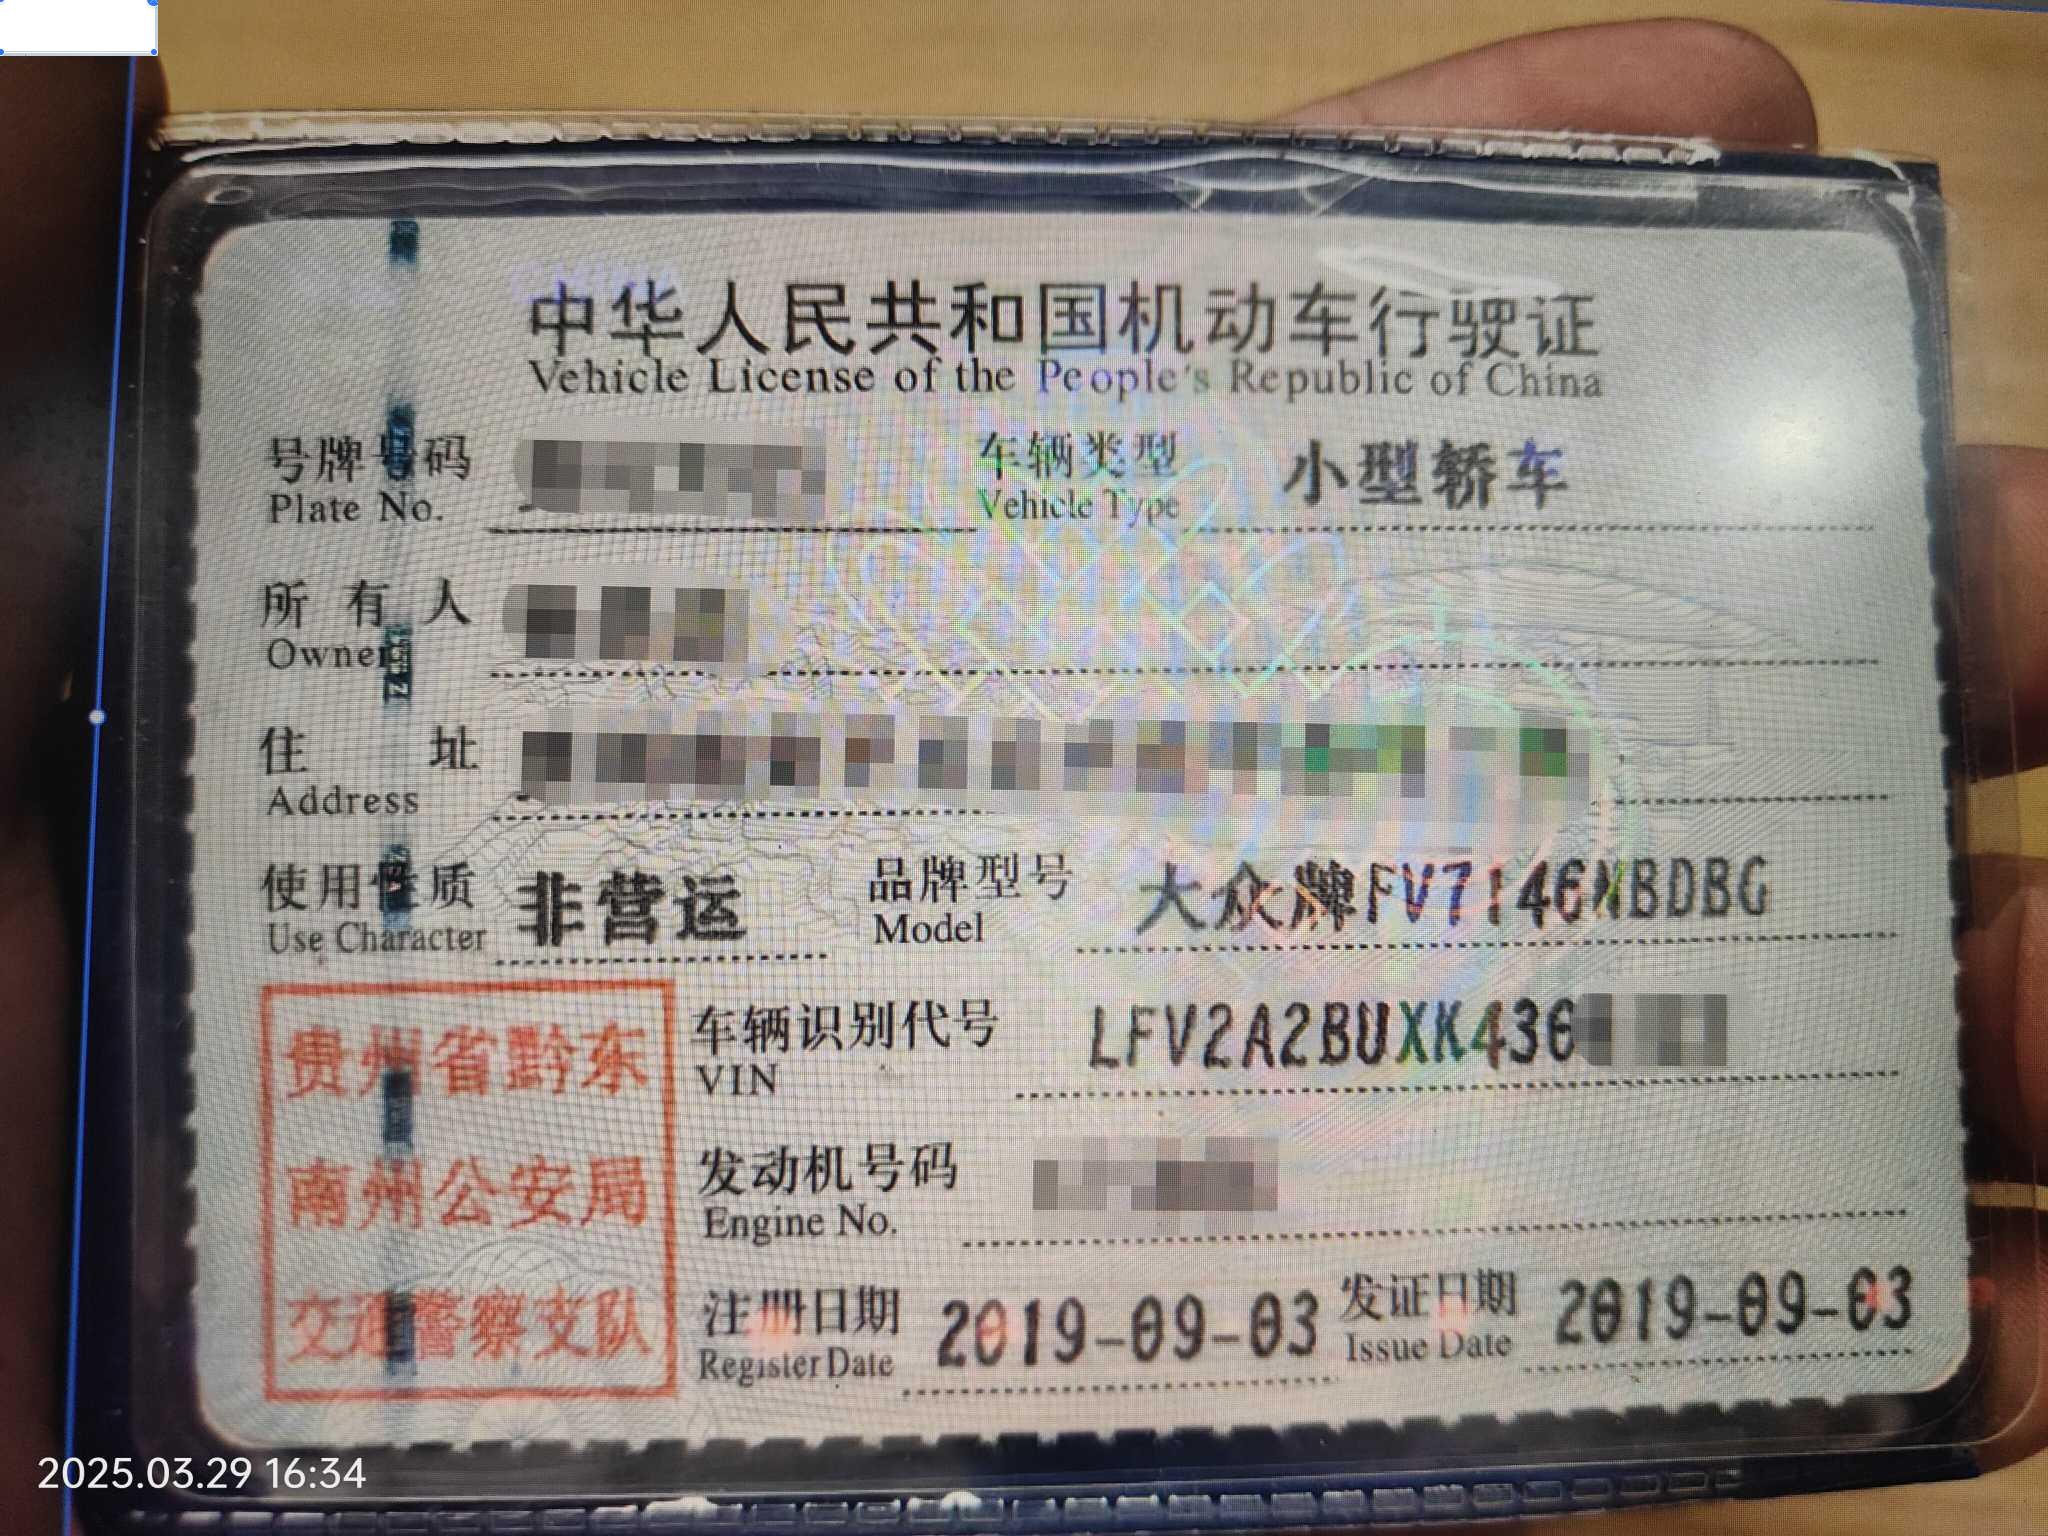 中华人民共和国机动车行驶证
Vehicle License of the People's Republic of China
号牌号码 车辆类型 小型轿车
Plate No. Vehicle Type
所有人
Owner
住址
Address
使用性质 非营运 品牌型号 大众牌FV7146NBDBG
Use Character Model
贵州省黔东
南州公安局
交通警察支队
车辆识别代号 LFV2A2BUXK436
VIN
发动机号码
Engine No.
注册日期 2019-09-03 发证日期 2019-09-03
Register Date Issue Date
2025.03.29 16:34